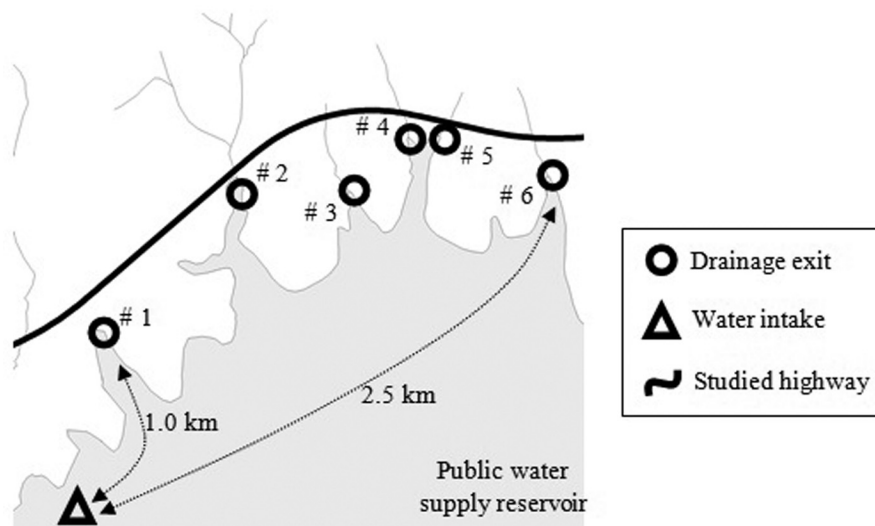 # 4
# 5
# 2
# 3
# 6
# 1
2.5 km
1.0 km
Public water
supply reservoir
Drainage exit
Water intake
Studied highway